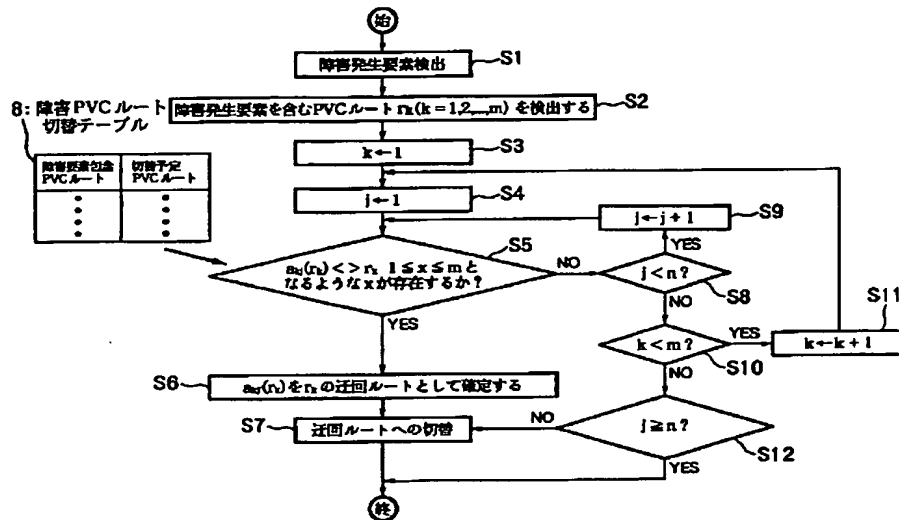 始
障害発生要素検出
S1
障害発生要素を含むPVCルート rk(k=1,2,...,m) を検出する
S2
8: 障害PVCルート
切替テーブル
障害要素包含
PVCルート
切替予定
PVCルート
k←1
S3
j←1
S4
j←j+1
S9
akj(rk)<>rx 1≦x≦mと
なるようなxが存在するか?
S5
NO
YES
j<n?
YES
S8
NO
k<m?
YES
S10
k←k+1
S11
NO
S6
akj(rk)をrkの迂回ルートとして確定する
S7
迂回ルートへの切替
NO
j≧n?
S12
YES
終